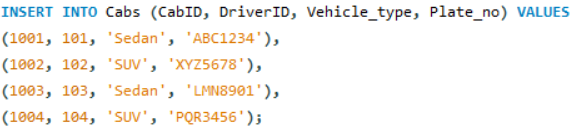 INSERT INTO Cabs (CabID, DriverID, Vehicle_type, Plate_no) VALUES
(1001, 101, 'Sedan', 'ABC1234'),
(1002, 102, 'SUV', 'XYZ5678'),
(1003, 103, 'Sedan', 'LMN8901'),
(1004, 104, 'SUV', 'PQR3456');